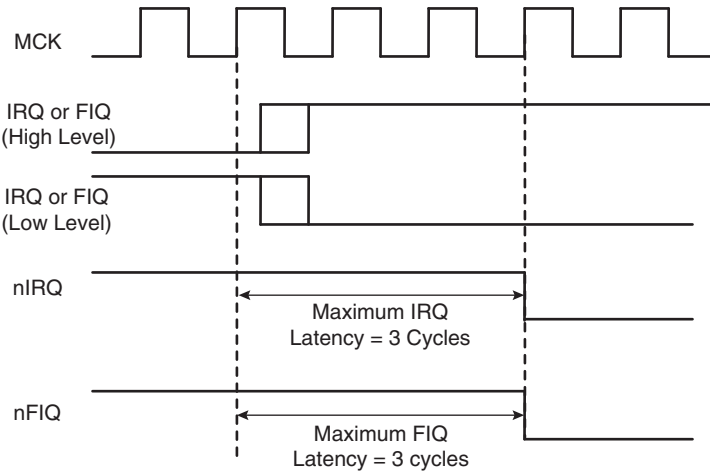 MCK
IRQ or FIQ
(High Level)
IRQ or FIQ
(Low Level)
nIRQ
Maximum IRQ
Latency = 3 Cycles
nFIQ
Maximum FIQ
Latency = 3 cycles